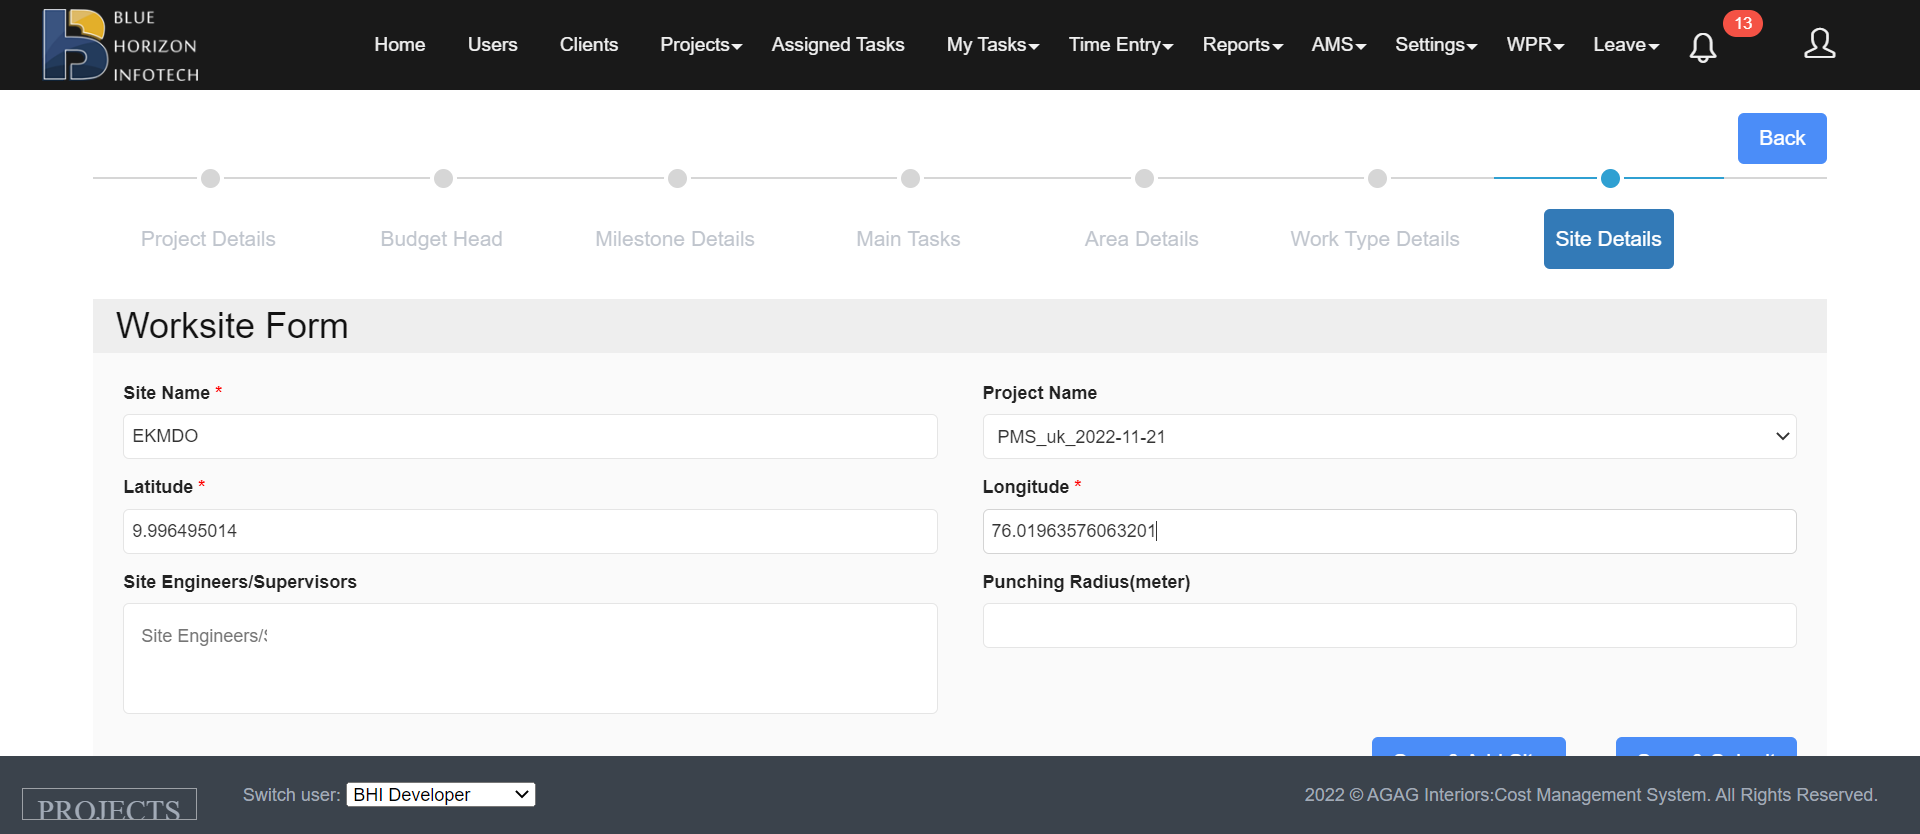 BLUE
HORIZON
INFOTECH
Home Users Clients Projects Assigned Tasks My Tasks Time Entry Reports AMS Settings WPR Leave 13
Back
Project Details Budget Head Milestone Details Main Tasks Area Details Work Type Details Site Details
Worksite Form
Site Name * Project Name
EKMDO PMS_uk_2022-11-21
Latitude * Longitude *
9.996495014 76.01963576063201
Site Engineers/Supervisors Punching Radius(meter)
Site Engineers/
PROJECTS Switch user: BHI Developer 2022 © AGAG Interiors:Cost Management System. All Rights Reserved.